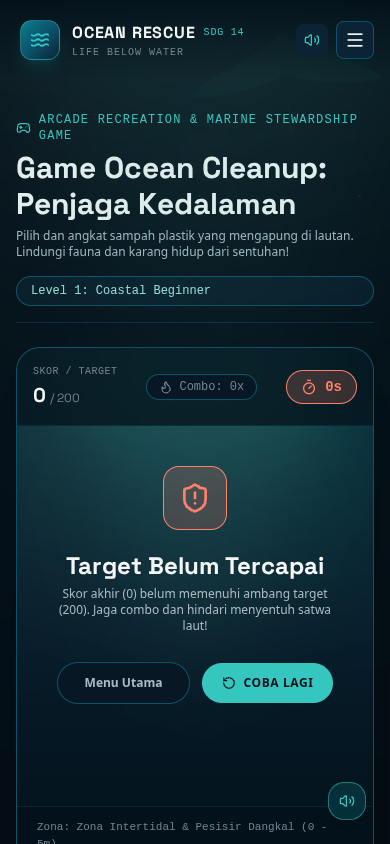 OCEAN RESCUE SDG 14
LIFE BELOW WATER
ARCADE RECREATION & MARINE STEWARDSHIP
GAME
Game Ocean Cleanup:
Penjaga Kedalaman
Pilih dan angkat sampah plastik yang mengapung di lautan.
Lindungi fauna dan karang hidup dari sentuhan!
Level 1: Coastal Beginner
SKOR / TARGET
0 / 200
Combo: 0x
0s
Target Belum Tercapai
Skor akhir (0) belum memenuhi ambang target
(200). Jaga combo dan hindari menyentuh satwa
laut!
Menu Utama
COBA LAGI
Zona: Zona Intertidal & Pesisir Dangkal (0 -
5m)